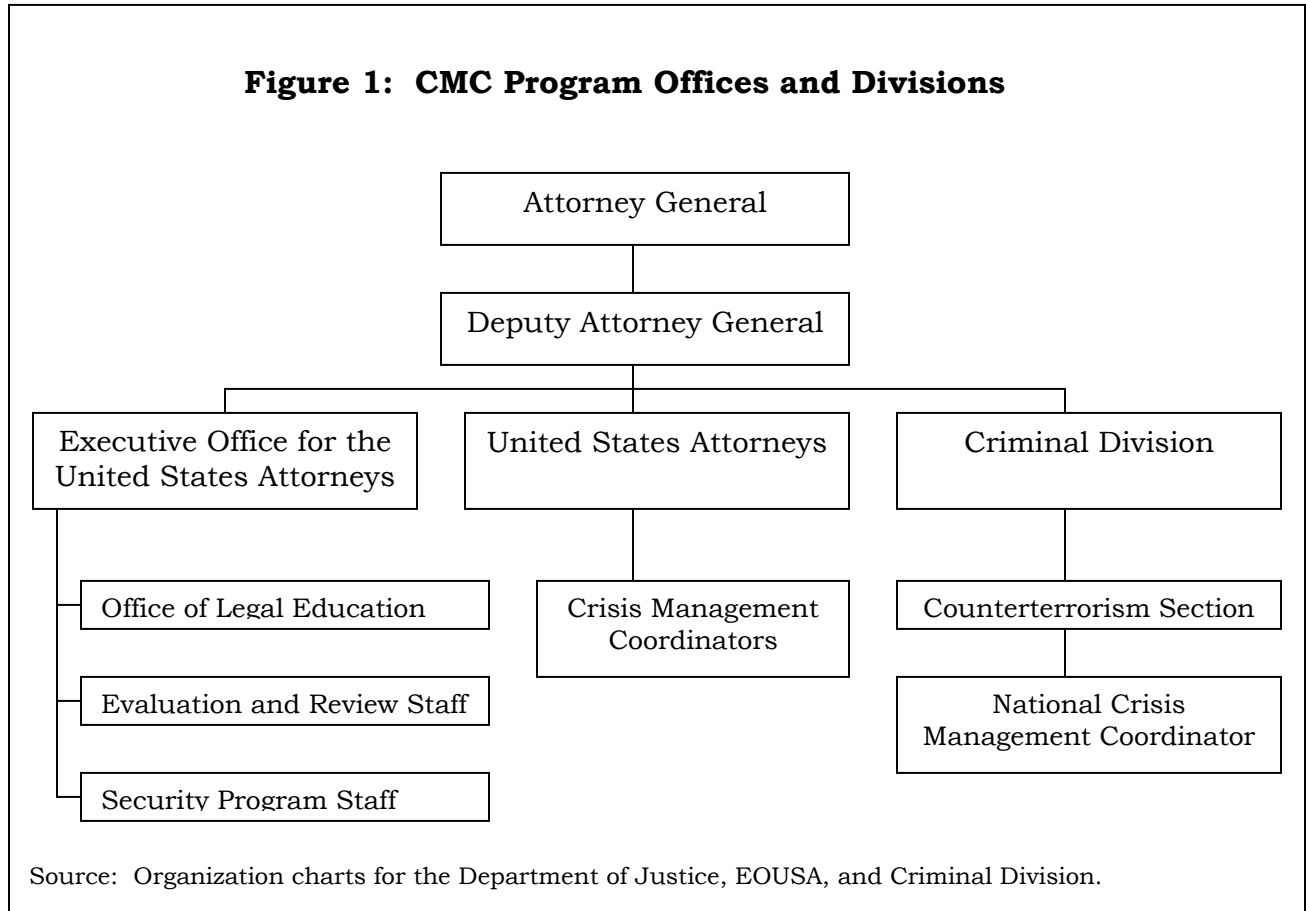 Figure 1: CMC Program Offices and Divisions
Attorney General
Deputy Attorney General
Executive Office for the
United States Attorneys
United States Attorneys
Criminal Division
Office of Legal Education
Evaluation and Review Staff
Security Program Staff
Crisis Management
Coordinators
Counterterrorism Section
National Crisis
Management Coordinator
Source: Organization charts for the Department of Justice, EOUSA, and Criminal Division.